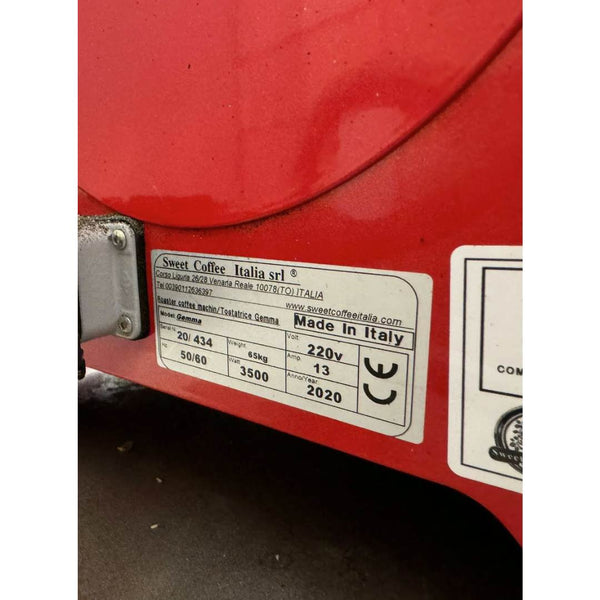 Sweet Coffee Italia srl ®
Corso Liguria 26/28 Venaria Reale 10078(TO) ITALIA
Tel 00390112636397
www.sweetcoffeeitalia.com
Roaster coffee machin/Tostatrice Gemma
Model: Gemma
Made In Italy
Serial N. 20/434
Weight. 65kg
Volt. 220v
Hz. 50/60
Watt. 3500
Amp. 13
Anno/Year. 2020
CE
COM
Sweet